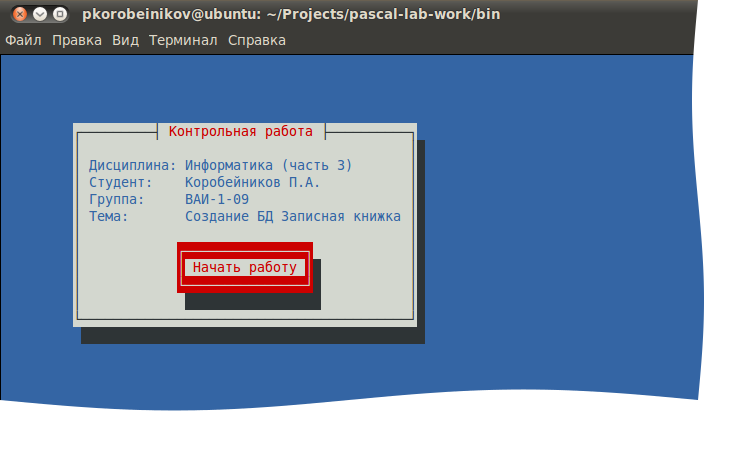 pkorobeinikov@ubuntu: ~/Projects/pascal-lab-work/bin
Файл Правка Вид Терминал Справка
Контрольная работа
Дисциплина: Информатика (часть 3)
Студент: Коробейников П.А.
Группа: ВАИ-1-09
Тема: Создание БД Записная книжка
Начать работу